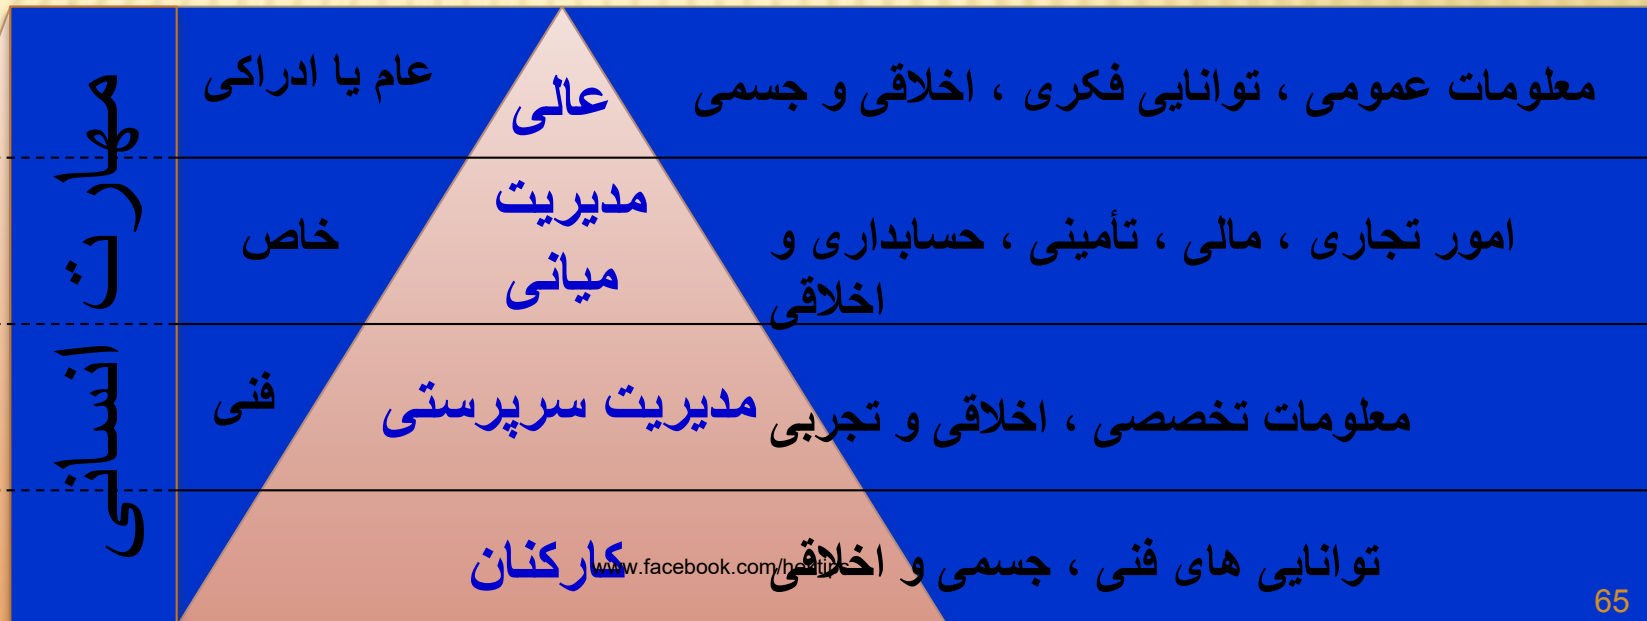 مهارت انسانی
معلومات عمومی ، توانایی فکری ، اخلاقی و جسمی
عالی
عام یا ادراکی
امور تجاری ، مالی ، تأمینی ، حسابداری و
اخلاقی
مدیریت
میانی
خاص
معلومات تخصصی ، اخلاقی و تجربی
مدیریت سرپرستی
فنی
توانایی های فنی ، جسمی و اخلاقی
کارکنان
65